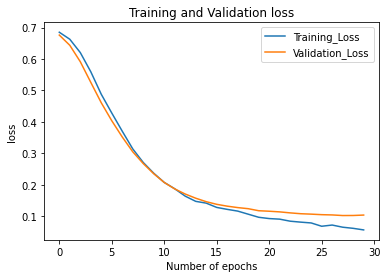 Training and Validation loss
Training_Loss
Validation_Loss
loss
0.7
0.6
0.5
0.4
0.3
0.2
0.1
0
5
10
15
20
25
30
Number of epochs